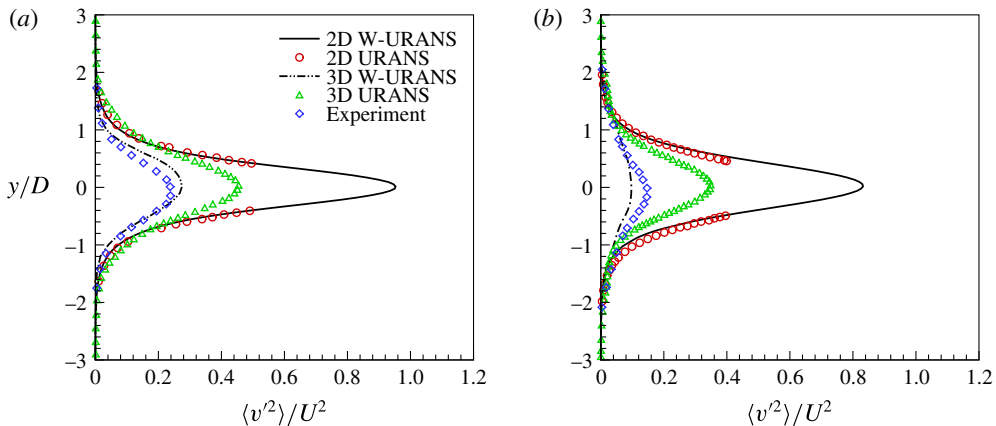 (a)
3
2
1
y/D
0
−1
−2
−3
2D W-URANS
2D URANS
3D W-URANS
3D URANS
Experiment
0 0.2 0.4 0.6 0.8 1.0 1.2
⟨v′²⟩/U²
(b)
3
2
1
0
−1
−2
−3
0 0.2 0.4 0.6 0.8 1.0 1.2
⟨v′²⟩/U²